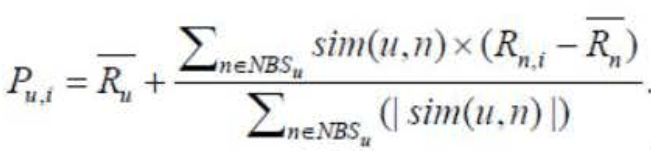 $$P_{u,i} = \overline{R_u} + \frac{\sum_{n \in NBS_u} sim(u,n) \times (R_{n,i} - \overline{R_n})}{\sum_{n \in NBS_u} (|\, sim(u,n)\, |)}.$$